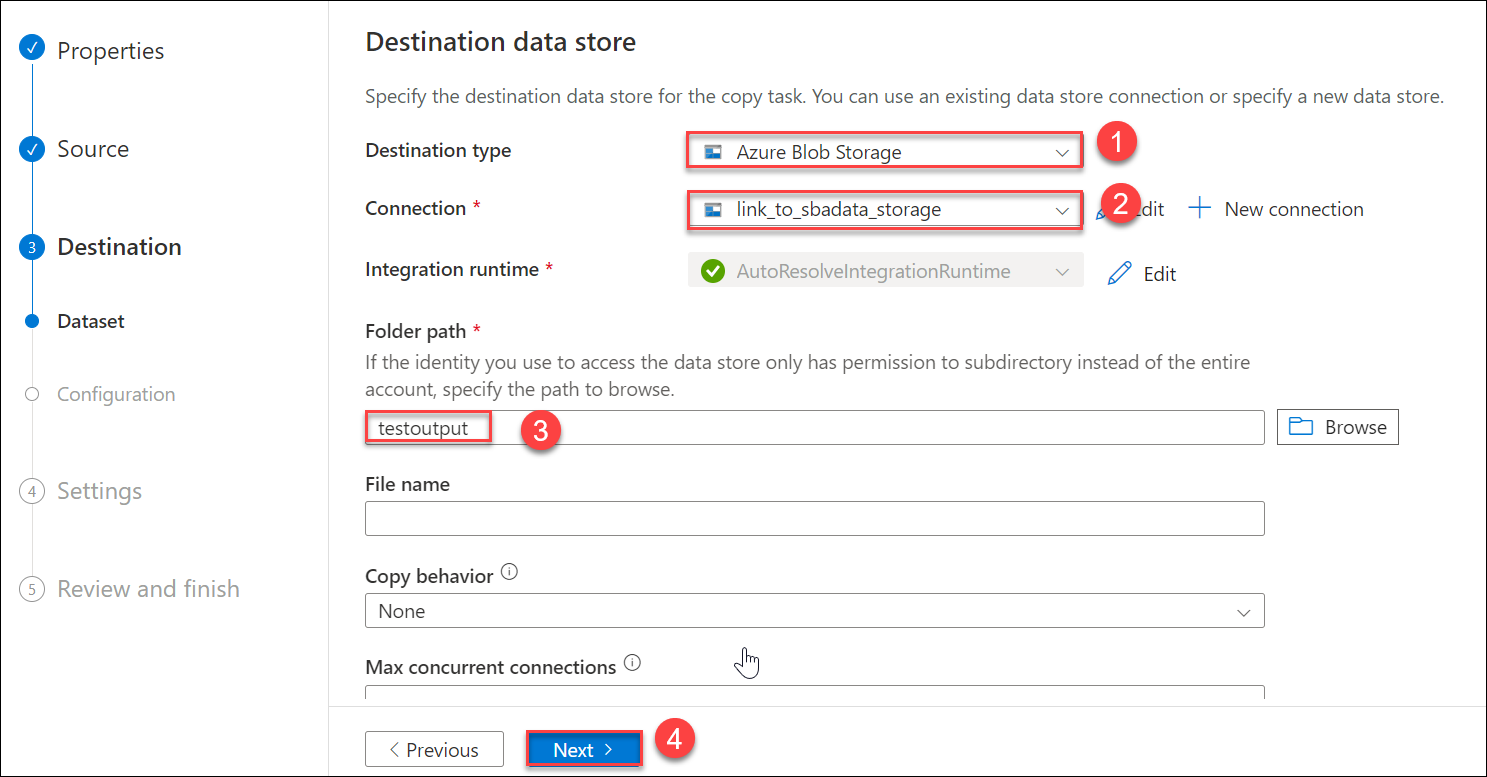 Properties
Source
3
Destination
Dataset
Configuration
4
Settings
5
Review and finish
Destination data store
Specify the destination data store for the copy task. You can use an existing data store connection or specify a new data store.
Destination type
Azure Blob Storage
1
Connection *
link_to_sbadata_storage
2
dit
New connection
Integration runtime *
AutoResolveIntegrationRuntime
Edit
Folder path *
If the identity you use to access the data store only has permission to subdirectory instead of the entire
account, specify the path to browse.
testoutput
3
Browse
File name
Copy behavior
None
Max concurrent connections
< Previous
Next >
4